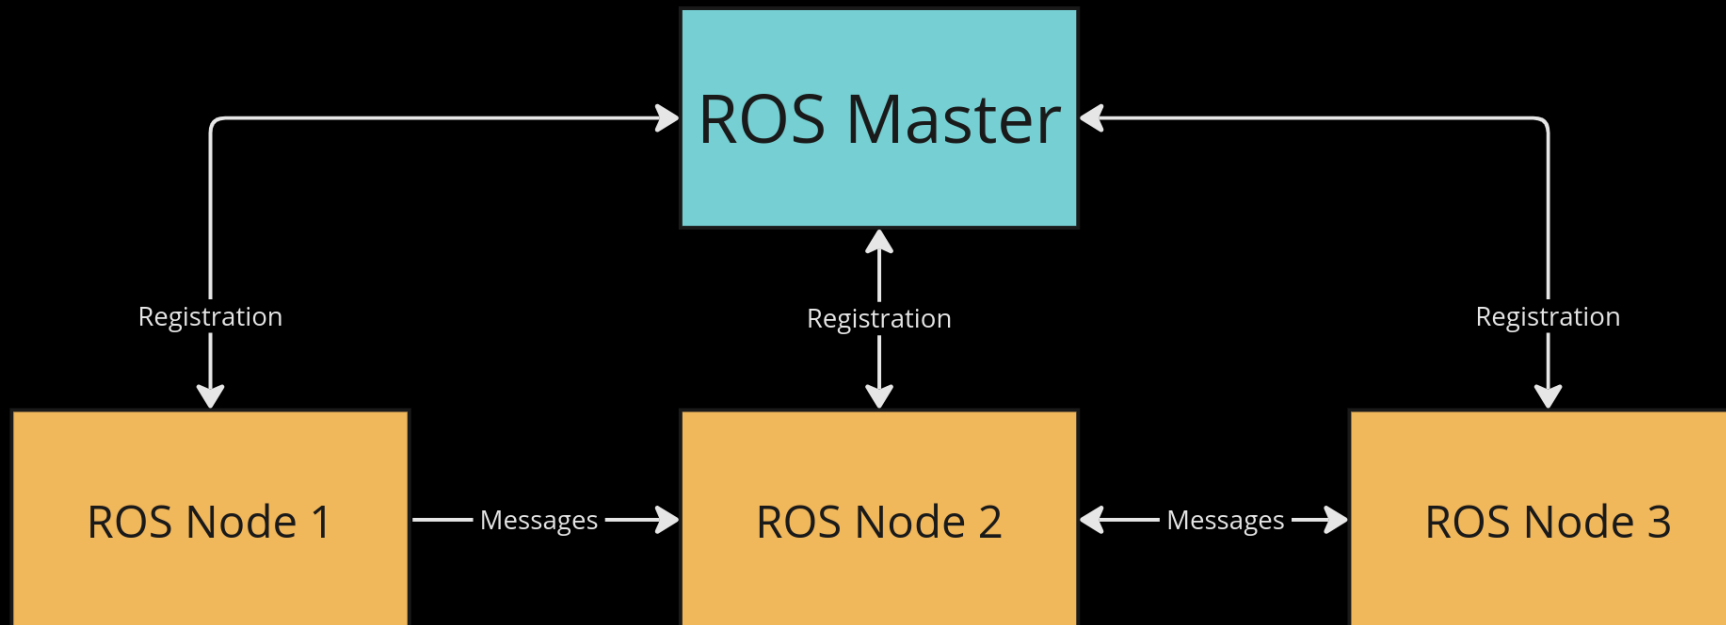 ROS Master
Registration
Registration
Registration
ROS Node 1
Messages
ROS Node 2
Messages
ROS Node 3